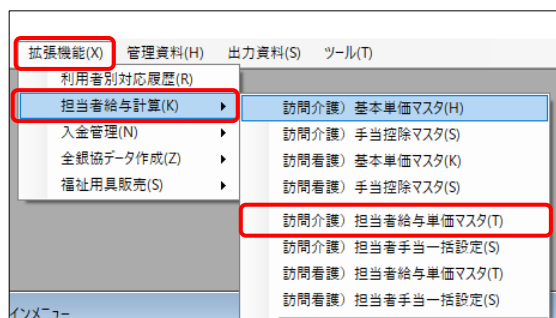 拡張機能(X) 管理資料(H) 出力資料(S) ツール(T)
利用者別対応履歴(R)
担当者給与計算(K)
入金管理(N)
全銀協データ作成(Z)
福祉用具販売(S)
訪問介護）基本単価マスタ(H)
訪問介護）手当控除マスタ(S)
訪問看護）基本単価マスタ(K)
訪問看護）手当控除マスタ(S)
訪問介護）担当者給与単価マスタ(T)
訪問介護）担当者手当一括設定(S)
訪問看護）担当者給与単価マスタ(T)
訪問看護）担当者手当一括設定(S)
インメニュー